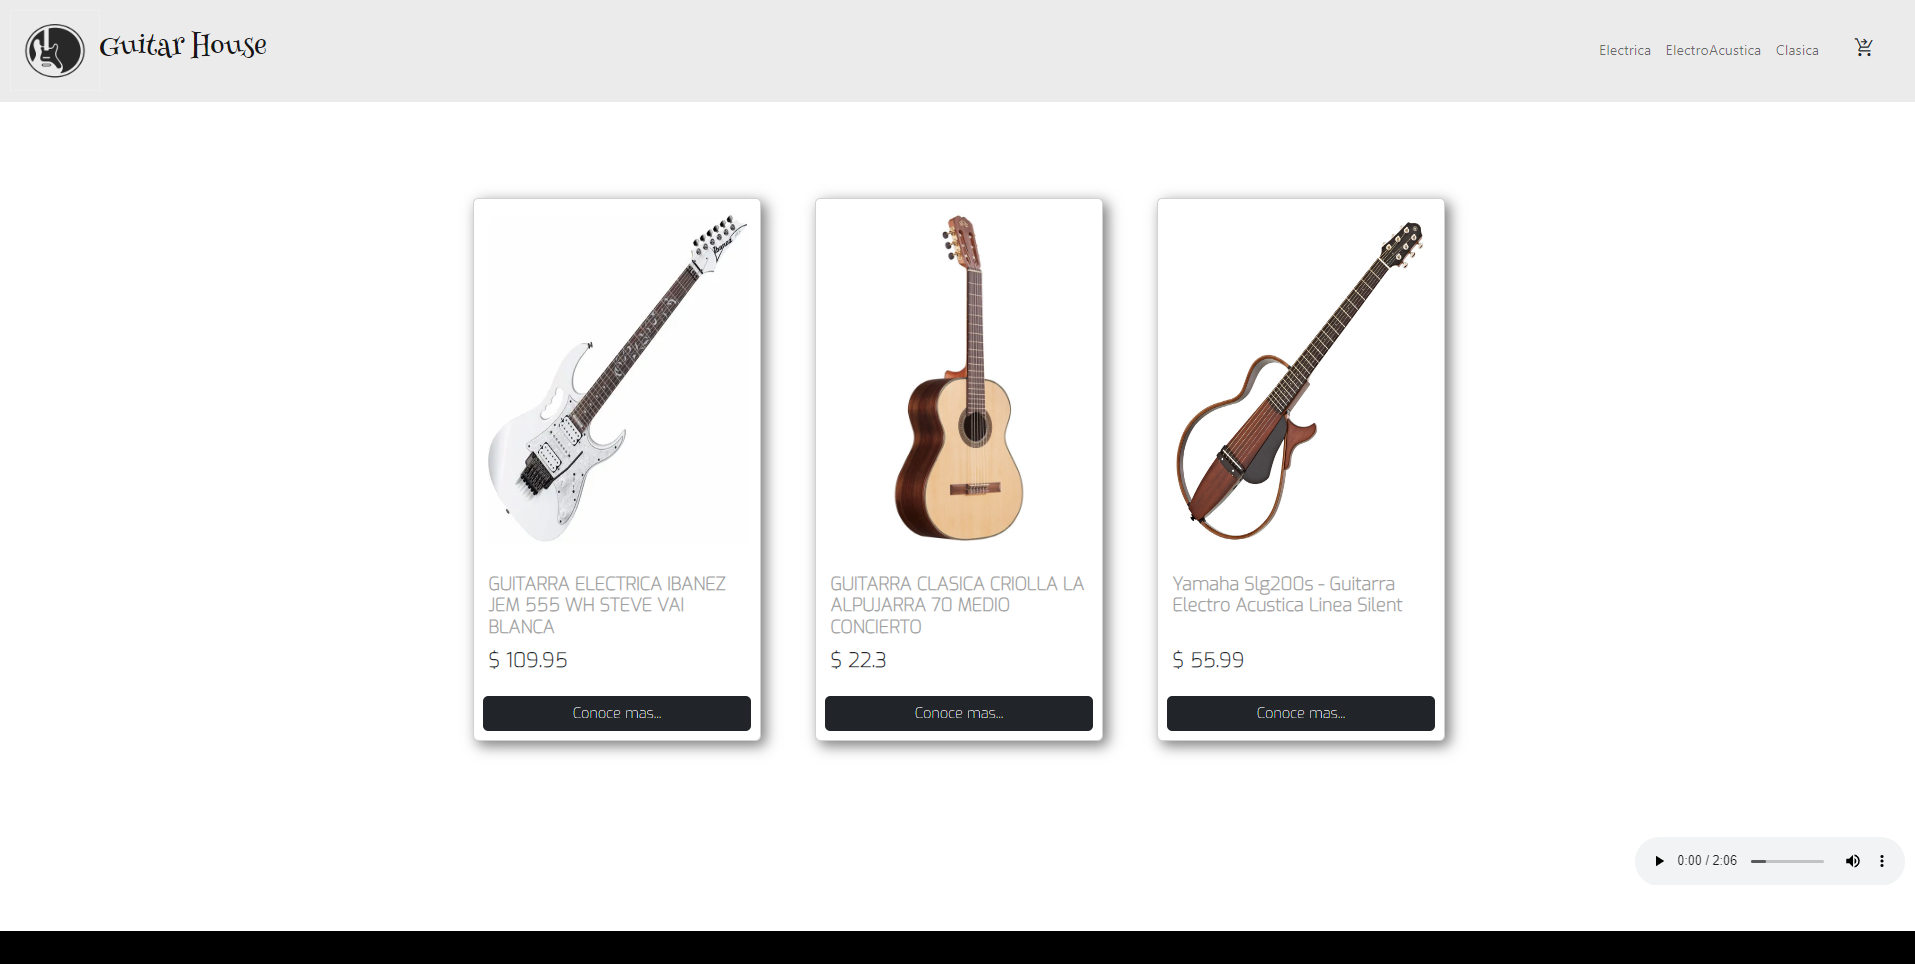 Guitar House
Electrica ElectroAcustica Clasica
Ibanez
GUITARRA ELECTRICA IBANEZ
JEM 555 WH STEVE VAI
BLANCA
$ 109.95
Conoce mas...
GUITARRA CLASICA CRIOLLA LA
ALPUJARRA 70 MEDIO
CONCIERTO
$ 22.3
Conoce mas...
Yamaha Slg200s - Guitarra
Electro Acustica Linea Silent
$ 55.99
Conoce mas...
0:00 / 2:06